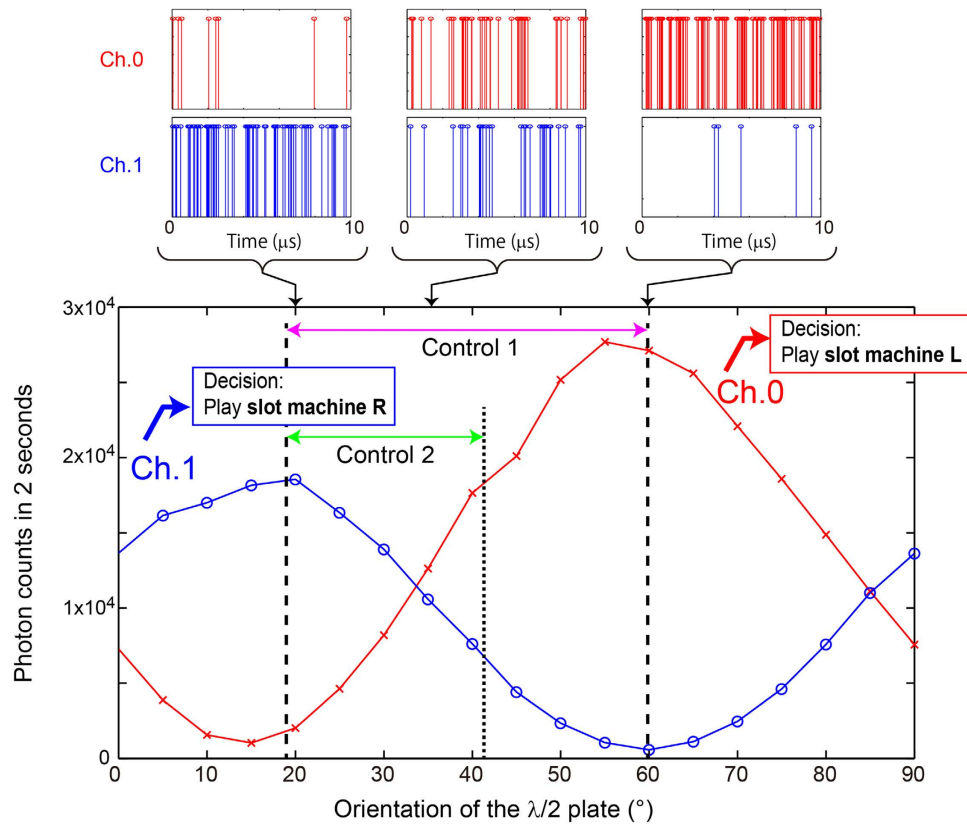 Ch.0
Ch.1
0 10 0 10 0 10
Time (μs) Time (μs) Time (μs)
3x10⁴
Control 1
Decision:
Play slot machine L
Ch.0
Decision:
Play slot machine R
Ch.1
Control 2
2x10⁴
1x10⁴
0
Photon counts in 2 seconds
0 10 20 30 40 50 60 70 80 90
Orientation of the λ/2 plate (°)